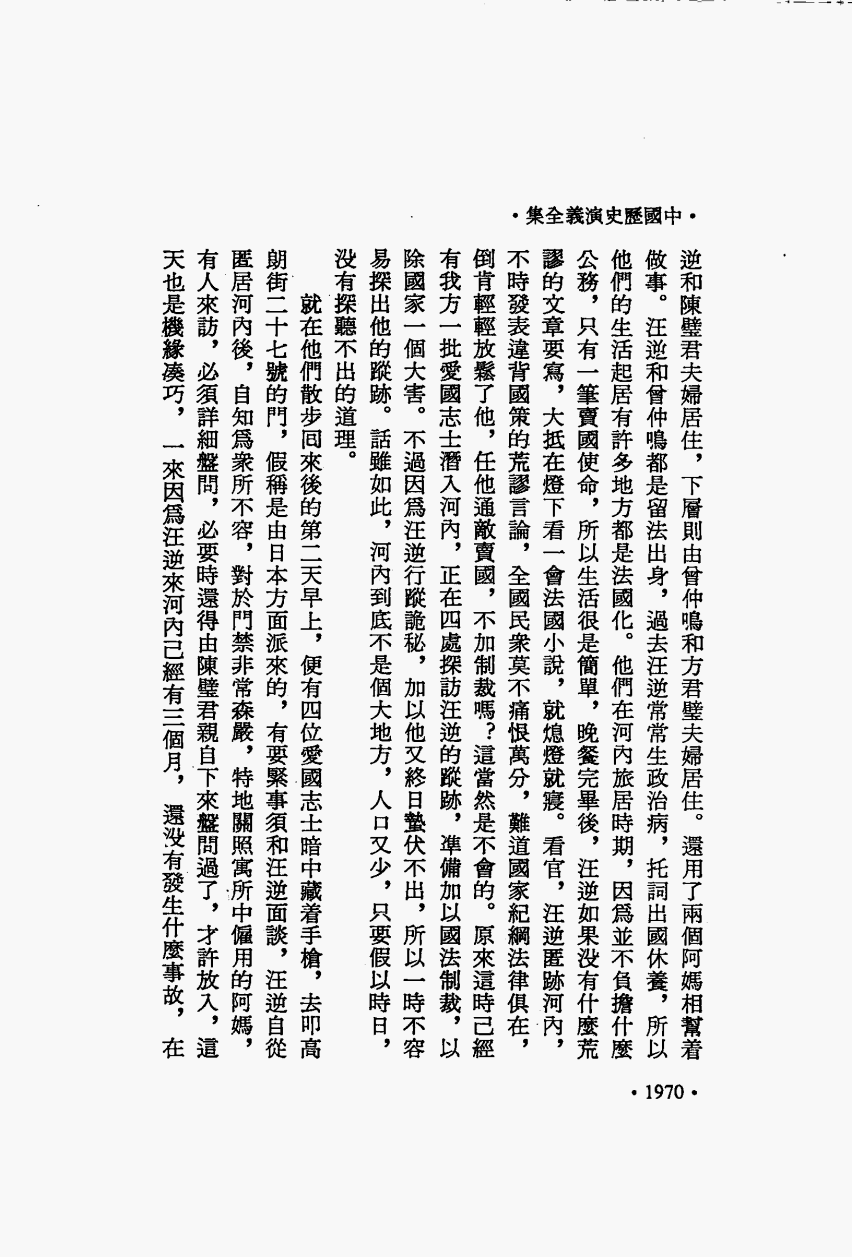 •中國歷史演義全集•
逆和陳璧君夫婦居住，下層則由曾仲鳴和方君璧夫婦居住。還用了兩個阿媽相幫着
做事。汪逆和曾仲鳴都是留法出身，過去汪逆常常生政治病，托詞出國休養，所以
他們的生活起居有許多地方都是法國化。他們在河內旅居時期，因爲並不負擔什麼
公務，只有一筆賣國使命，所以生活很是簡單，晚餐完畢後，汪逆如果没有什麼荒
謬的文章要寫，大抵在燈下看一會法國小說，就熄燈就寢。看官，汪逆匿跡河內，
不時發表違背國策的荒謬言論，全國民衆莫不痛恨萬分，難道國家紀綱法律俱在，
倒肯輕輕放鬆了他，任他通敵賣國，不加制裁嗎？這當然是不會的。原來這時已經
有我方一批愛國志士潛入河內，正在四處探訪汪逆的蹤跡，準備加以國法制裁，以
除國家一個大害。不過因爲汪逆行蹤詭秘，加以他又終日蟄伏不出，所以一時不容
易探出他的蹤跡。話雖如此，河內到底不是個大地方，人口又少，只要假以時日，
没有探聽不出的道理。
就在他們散步囘來後的第二天早上，便有四位愛國志士暗中藏着手槍，去叩高
朗街二十七號的門，假稱是由日本方面派來的，有要緊事須和汪逆面談，汪逆自從
匿居河內後，自知爲衆所不容，對於門禁非常森嚴，特地關照寓所中僱用的阿媽，
有人來訪，必須詳細盤問，必要時還得由陳璧君親自下來盤問過了，才許放入，這
天也是機緣凑巧，一來因爲汪逆來河內已經有三個月，還没有發生什麼事故，在
•1970•